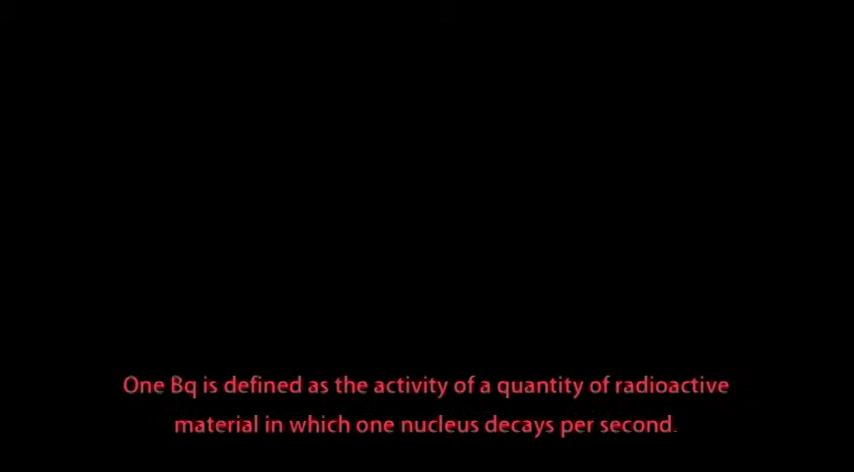 One Bq is defined as the activity of a quantity of radioactive
material in which one nucleus decays per second.